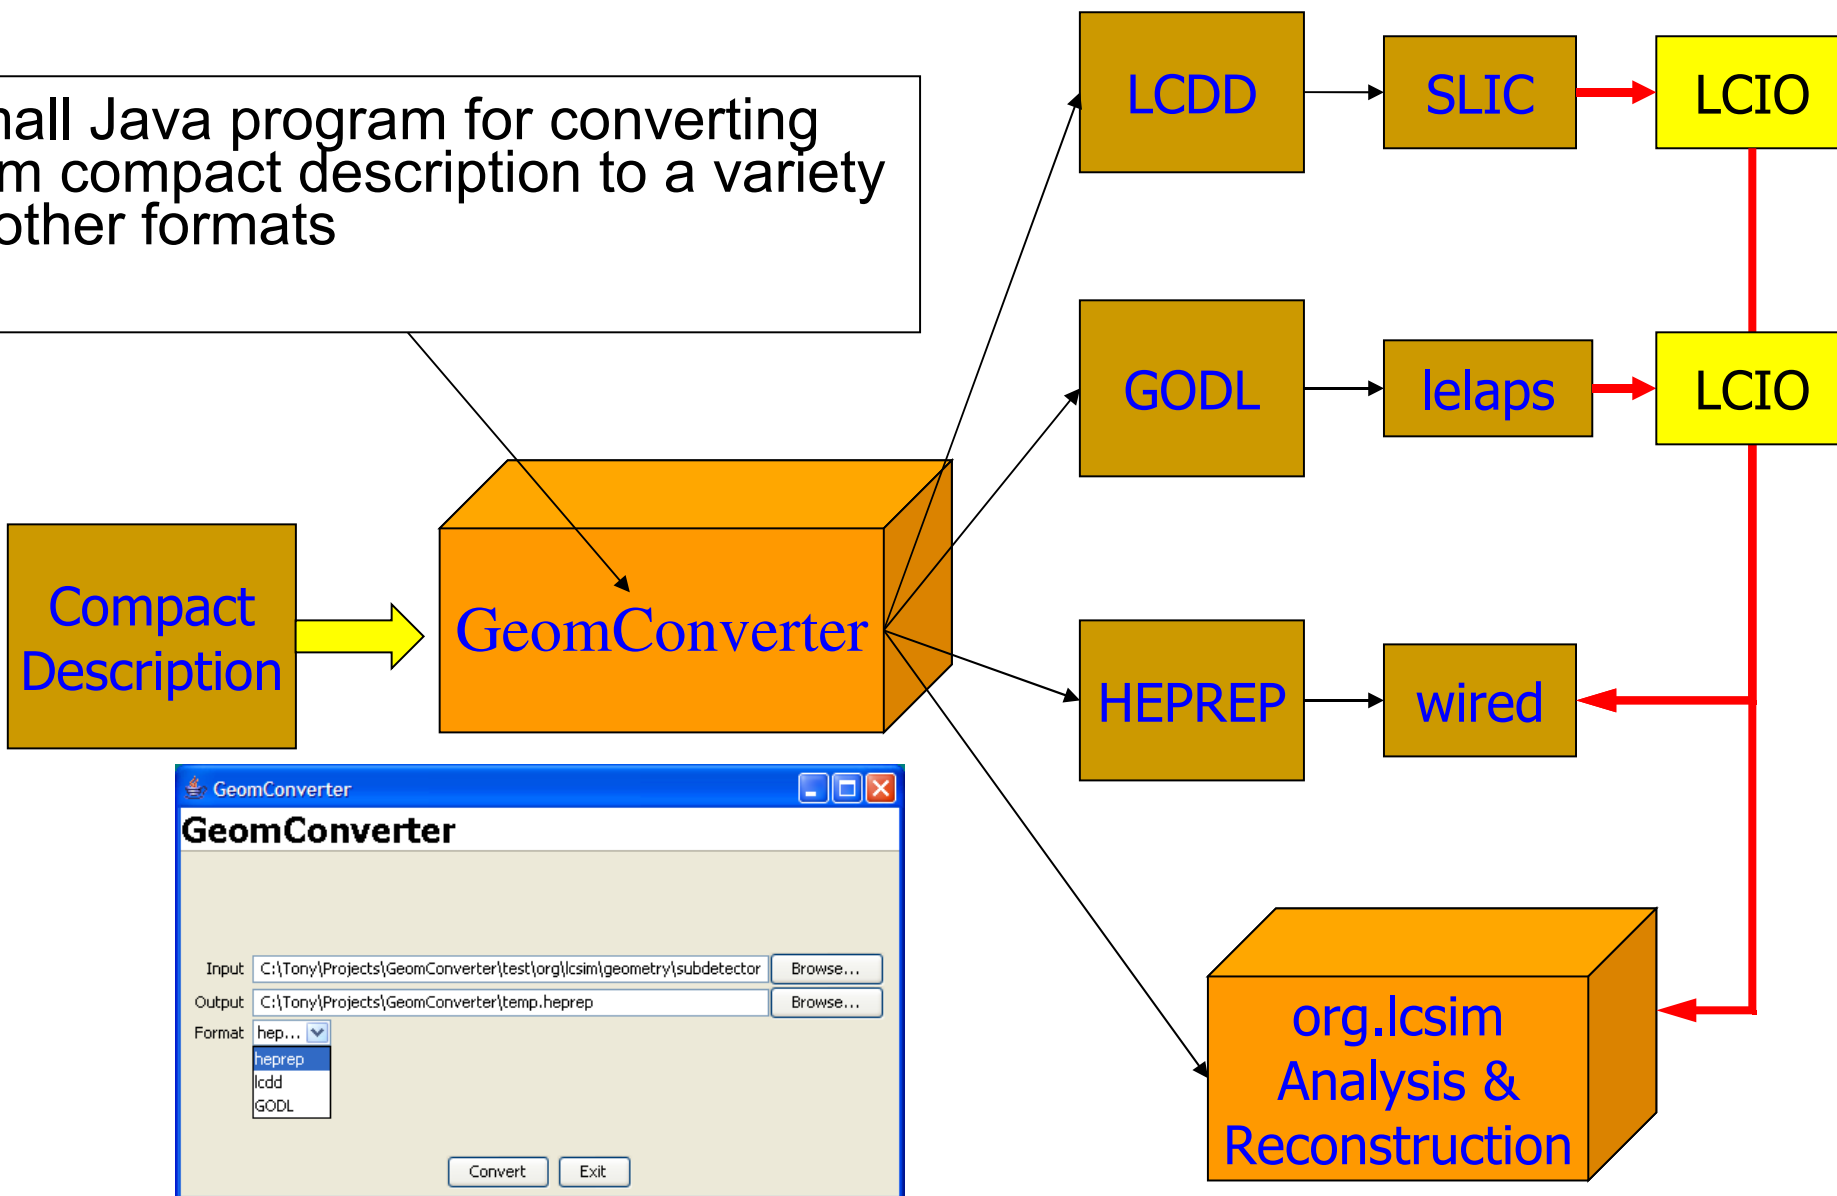 mall Java program for converting
m compact description to a variety
other formats
LCDD
SLIC
LCIO
GODL
lelaps
LCIO
Compact
Description
GeomConverter
HEPREP
wired
GeomConverter
GeomConverter
Input C:\Tony\Projects\GeomConverter\test\org\lcsim\geometry\subdetector Browse...
Output C:\Tony\Projects\GeomConverter\temp.heprep Browse...
Format hep...
heprep
lcdd
GODL
Convert Exit
org.lcsim
Analysis &
Reconstruction